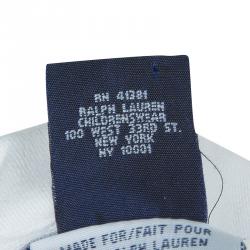 RN 41381
RALPH LAUREN
CHILDRENSWEAR
100 WEST 33RD ST.
NEW YORK
NY 10001
MADE FOR/FAIT POUR
RALPH LAUREN